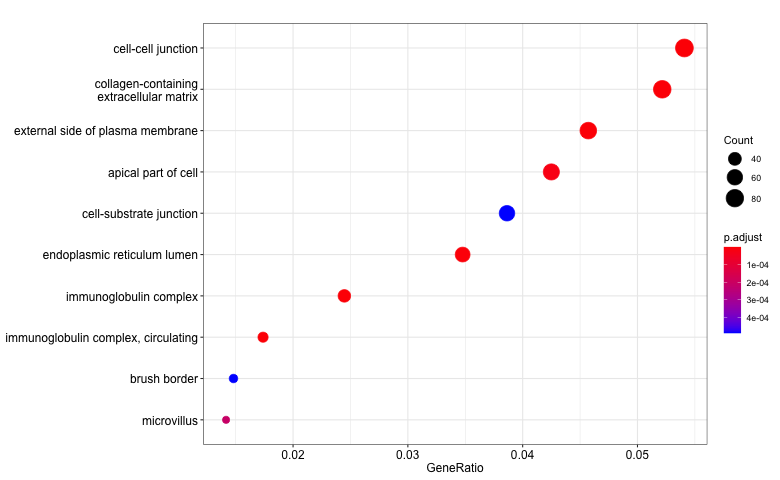 cell-cell junction
collagen-containing
extracellular matrix
external side of plasma membrane
apical part of cell
cell-substrate junction
endoplasmic reticulum lumen
immunoglobulin complex
immunoglobulin complex, circulating
brush border
microvillus
0.02 0.03 0.04 0.05
GeneRatio
Count
40
60
80
p.adjust
1e-04
2e-04
3e-04
4e-04